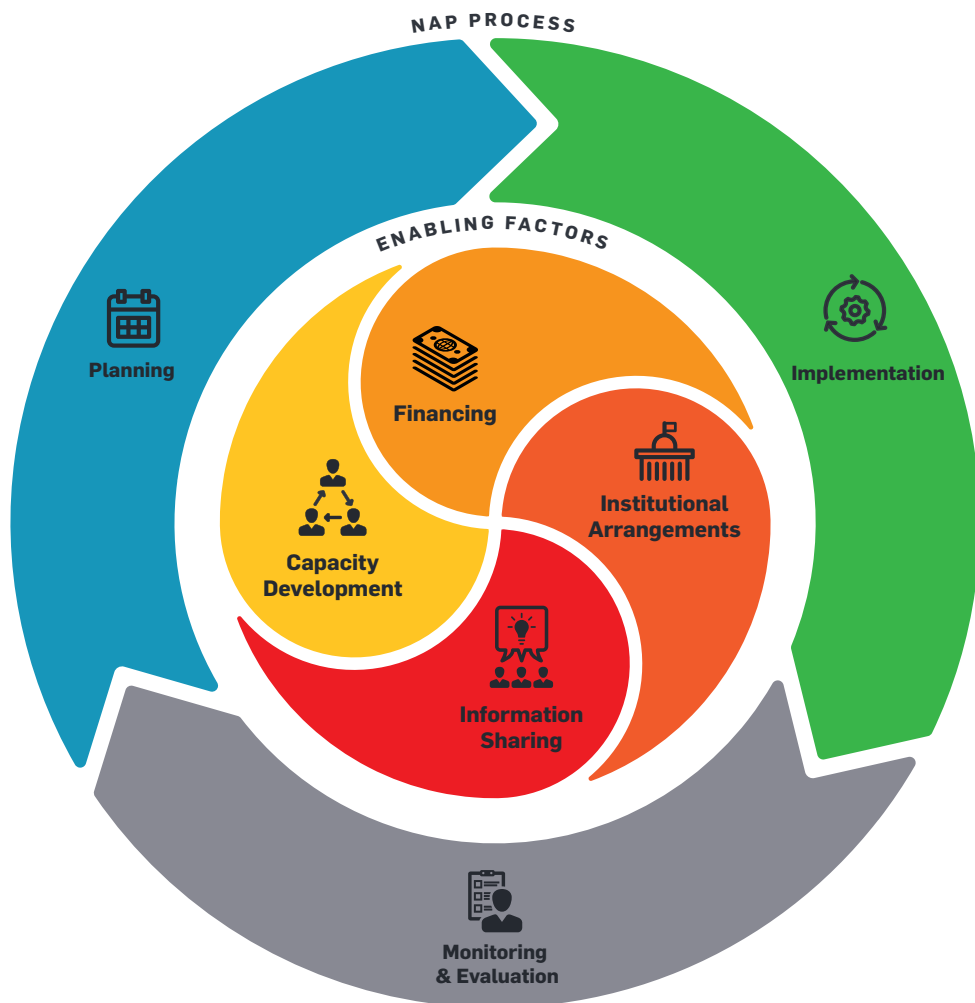 NAP PROCESS
ENABLING FACTORS
Planning
Implementation
Financing
Institutional
Arrangements
Capacity
Development
Information
Sharing
Monitoring
& Evaluation